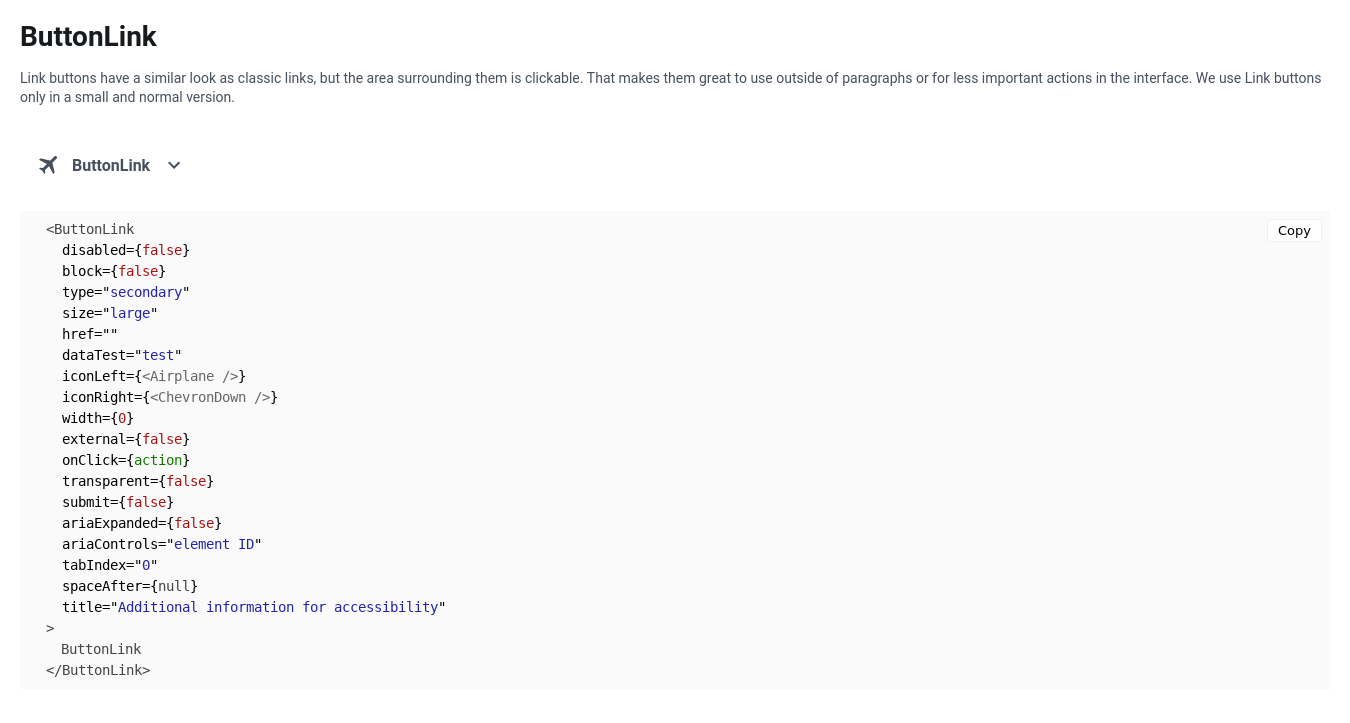 ButtonLink
Link buttons have a similar look as classic links, but the area surrounding them is clickable. That makes them great to use outside of paragraphs or for less important actions in the interface. We use Link buttons
only in a small and normal version.
ButtonLink
Copy
<ButtonLink
  disabled={false}
  block={false}
  type="secondary"
  size="large"
  href=""
  dataTest="test"
  iconLeft={<Airplane />}
  iconRight={<ChevronDown />}
  width={0}
  external={false}
  onClick={action}
  transparent={false}
  submit={false}
  ariaExpanded={false}
  ariaControls="element ID"
  tabIndex="0"
  spaceAfter={null}
  title="Additional information for accessibility"
>
  ButtonLink
</ButtonLink>